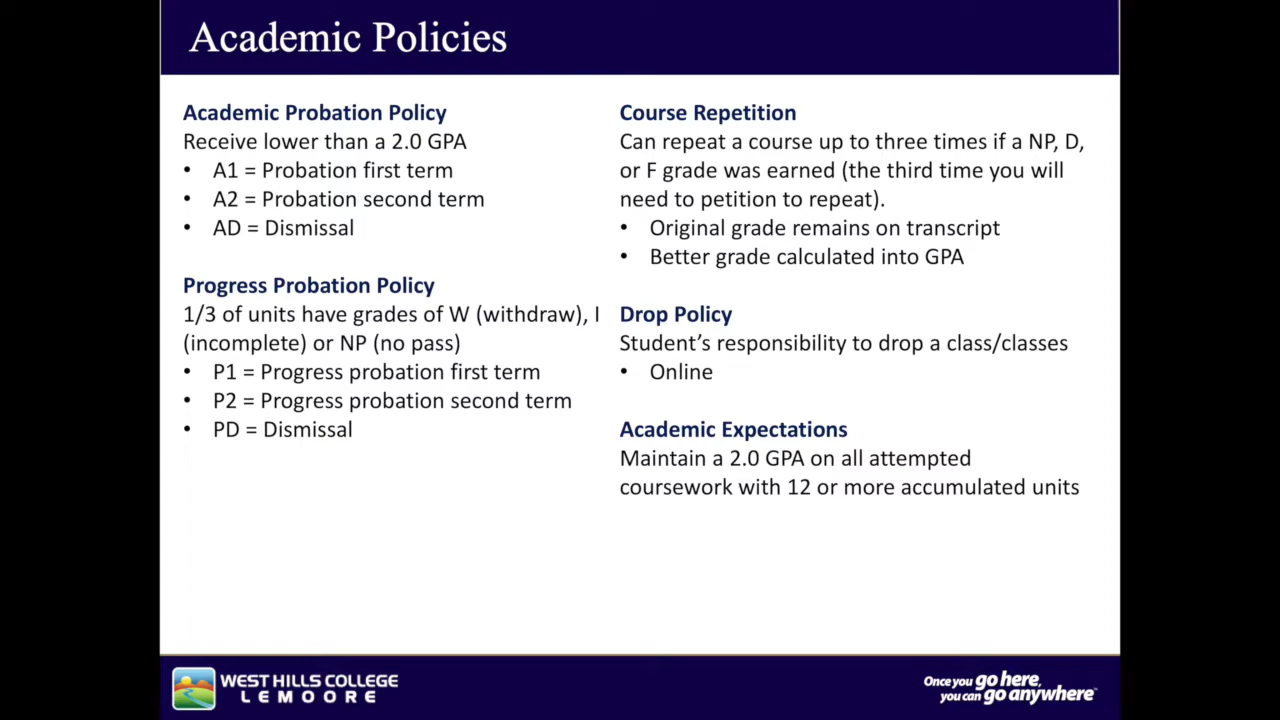 Academic Policies
Academic Probation Policy
Receive lower than a 2.0 GPA
• A1 = Probation first term
• A2 = Probation second term
• AD = Dismissal
Progress Probation Policy
1/3 of units have grades of W (withdraw), I
(incomplete) or NP (no pass)
• P1 = Progress probation first term
• P2 = Progress probation second term
• PD = Dismissal
Course Repetition
Can repeat a course up to three times if a NP, D,
or F grade was earned (the third time you will
need to petition to repeat).
• Original grade remains on transcript
• Better grade calculated into GPA
Drop Policy
Student’s responsibility to drop a class/classes
• Online
Academic Expectations
Maintain a 2.0 GPA on all attempted
coursework with 12 or more accumulated units
WEST HILLS COLLEGE
LEMOORE
Once you go here,
you can go anywhere™